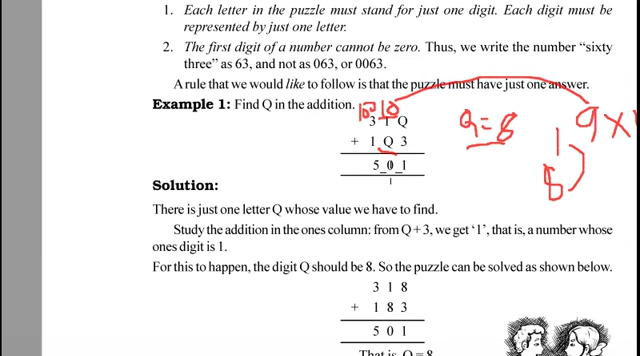 1. Each letter in the puzzle must stand for just one digit. Each digit must be
represented by just one letter.
2. The first digit of a number cannot be zero. Thus, we write the number “sixty
three” as 63, and not as 063, or 0063.
A rule that we would like to follow is that the puzzle must have just one answer.
Example 1: Find Q in the addition.
100 10
3 1 Q
+ 1 Q 3
5 0 1
1
Q = 8
9 x
1
8
Solution:
There is just one letter Q whose value we have to find.
Study the addition in the ones column: from Q + 3, we get ‘1’, that is, a number whose
ones digit is 1.
For this to happen, the digit Q should be 8. So the puzzle can be solved as shown below.
3 1 8
+ 1 8 3
5 0 1
That is, Q = 8